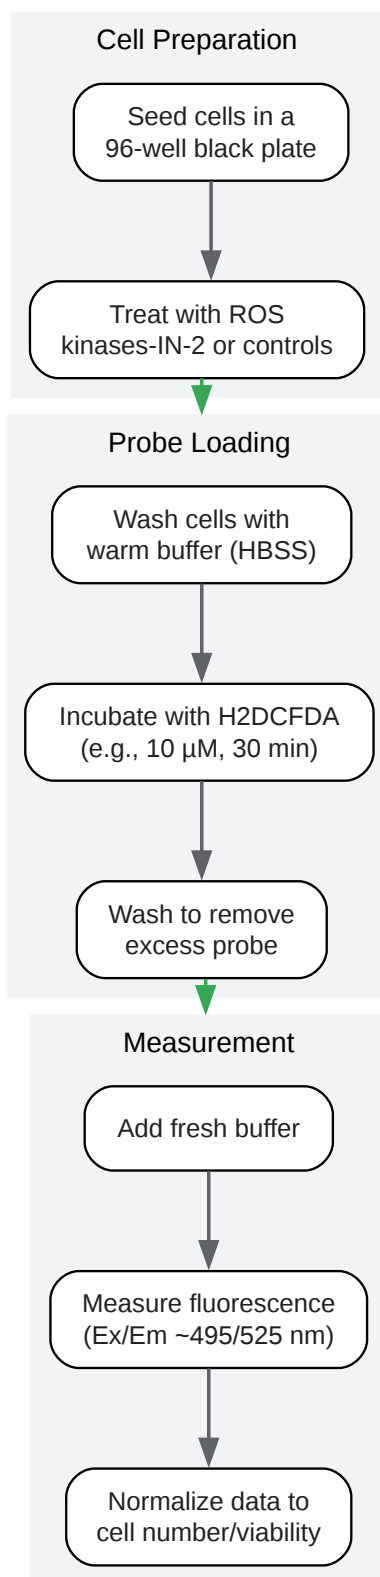 Cell Preparation
Seed cells in a
96-well black plate
Treat with ROS
kinases-IN-2 or controls
Probe Loading
Wash cells with
warm buffer (HBSS)
Incubate with H2DCFDA
(e.g., 10 µM, 30 min)
Wash to remove
excess probe
Measurement
Add fresh buffer
Measure fluorescence
(Ex/Em ~495/525 nm)
Normalize data to
cell number/viability